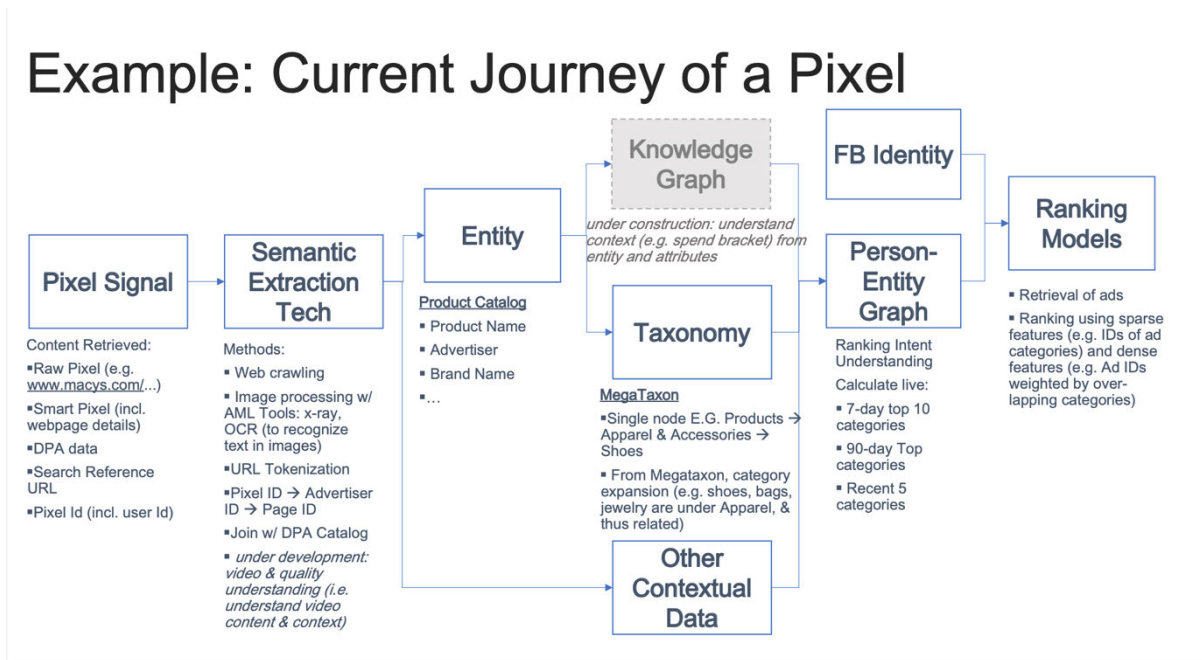 Example: Current Journey of a Pixel
Pixel Signal
Content Retrieved:
▪Raw Pixel (e.g.
www.macys.com/...)
▪Smart Pixel (incl.
webpage details)
▪DPA data
▪Search Reference
URL
▪Pixel Id (incl. user Id)
Semantic
Extraction
Tech
Methods:
▪ Web crawling
▪ Image processing w/
AML Tools: x-ray,
OCR (to recognize
text in images)
▪URL Tokenization
▪Pixel ID → Advertiser
ID → Page ID
▪Join w/ DPA Catalog
▪ under development:
video & quality
understanding (i.e.
understand video
content & context)
Entity
Product Catalog
▪ Product Name
▪ Advertiser
▪ Brand Name
▪...
Knowledge
Graph
under construction: understand
context (e.g. spend bracket) from
entity and attributes
Taxonomy
MegaTaxon
▪Single node E.G. Products →
Apparel & Accessories →
Shoes
▪ From Megataxon, category
expansion (e.g. shoes, bags,
jewelry are under Apparel, &
thus related)
Other
Contextual
Data
FB Identity
Person-
Entity
Graph
Ranking Intent
Understanding
Calculate live:
▪ 7-day top 10
categories
▪ 90-day Top
categories
▪ Recent 5
categories
Ranking
Models
▪ Retrieval of ads
▪ Ranking using sparse
features (e.g. IDs of ad
categories) and dense
features (e.g. Ad IDs
weighted by over-
lapping categories)